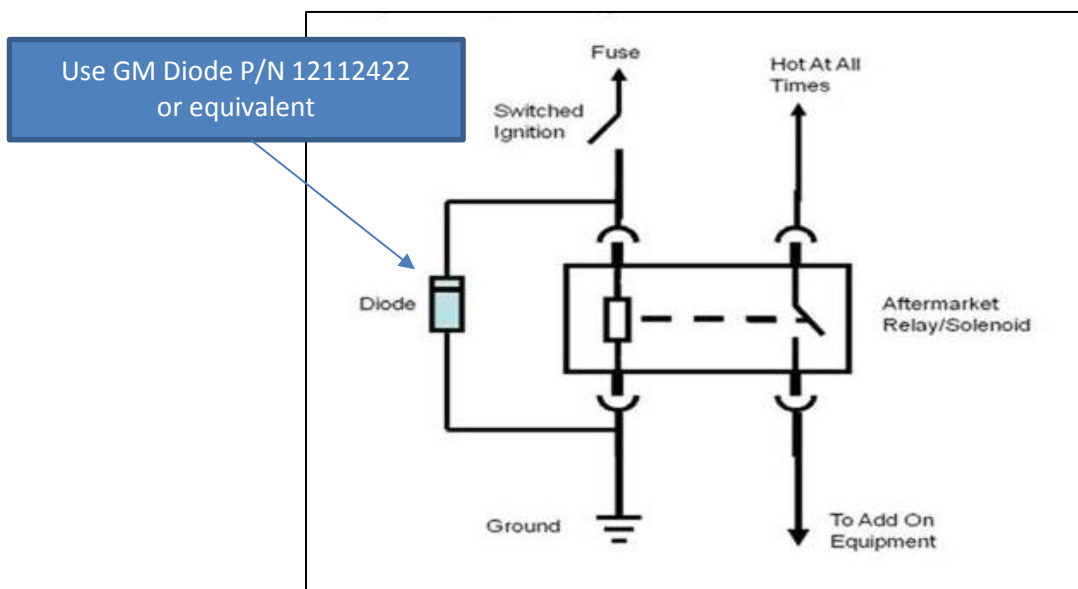 Use GM Diode P/N 12112422
or equivalent
Fuse
Hot At All
Times
Switched
Ignition
Diode
Aftermarket
Relay/Solenoid
Ground
To Add On
Equipment